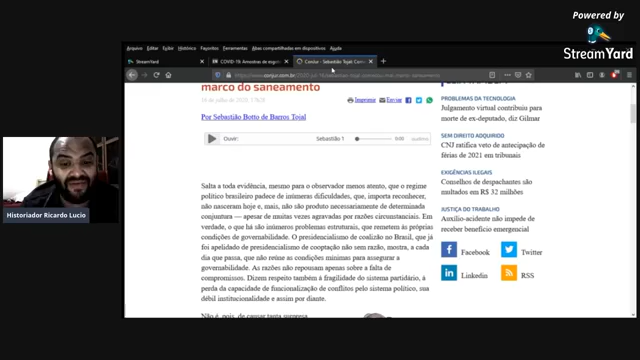 Powered by
StreamYard
Arquivo Editar Exibir Histórico Favoritos Ferramentas Abas compartilhadas em dispositivos Ajuda
StreamYard
COVID-19: Amostras de esgoto
ConJur - Sebastião Tojal: Com
marco do saneamento
Imprimir Enviar
Por Sebastião Botto de Barros Tojal
Ouvir:
Sebastião 1
0:00
Salta a toda evidência, mesmo para o observador menos atento, que o regime
político brasileiro padece de inúmeras dificuldades, que, importa reconhecer,
não nasceram hoje e, mais, não são produto necessariamente de determinada
conjuntura — apesar de muitas vezes agravadas por razões circunstanciais. Em
verdade, o que há são inúmeros problemas estruturais, que remetem às próprias
condições de governabilidade. O presidencialismo de coalizão no Brasil, que já
foi apelidado de presidencialismo de cooptação não sem razão, mostra, a cada
dia que passa, que não reúne as condições mínimas para assegurar a
governabilidade. As razões não repousam apenas sobre a falta de
compromissos. Dizem respeito também à fragilidade do sistema partidário, à
perda da capacidade de funcionalização de conflitos pelo sistema político, sua
débil institucionalidade e assim por diante.
Não é, pois, de causar tanta surpresa
PROBLEMAS DA TECNOLOGIA
Julgamento virtual contribuiu para
morte de ex-deputado, diz Gilmar
SEM DIREITO ADQUIRIDO
CNJ ratifica veto de antecipação de
férias de 2021 em tribunais
EXIGÊNCIAS ILEGAIS
Conselhos de despachantes são
multados em R$ 32 milhões
JUSTIÇA DO TRABALHO
Auxílio-acidente não impede de
receber benefício emergencial
Facebook
Twitter
Linkedin
RSS
Historiador Ricardo Lucio